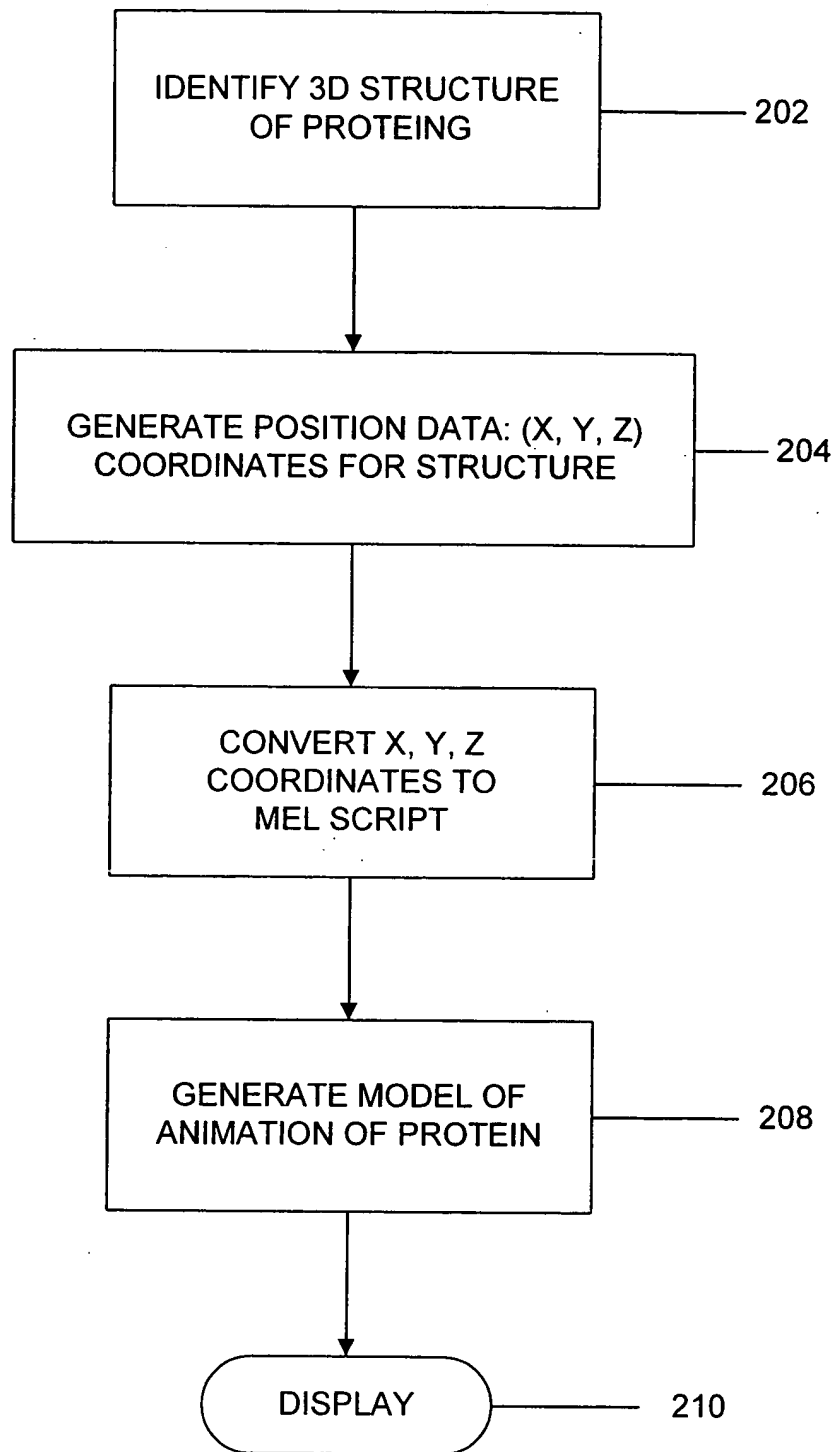 IDENTIFY 3D STRUCTURE
OF PROTEING
202
GENERATE POSITION DATA: (X, Y, Z)
COORDINATES FOR STRUCTURE
204
CONVERT X, Y, Z
COORDINATES TO
MEL SCRIPT
206
GENERATE MODEL OF
ANIMATION OF PROTEIN
208
DISPLAY
210